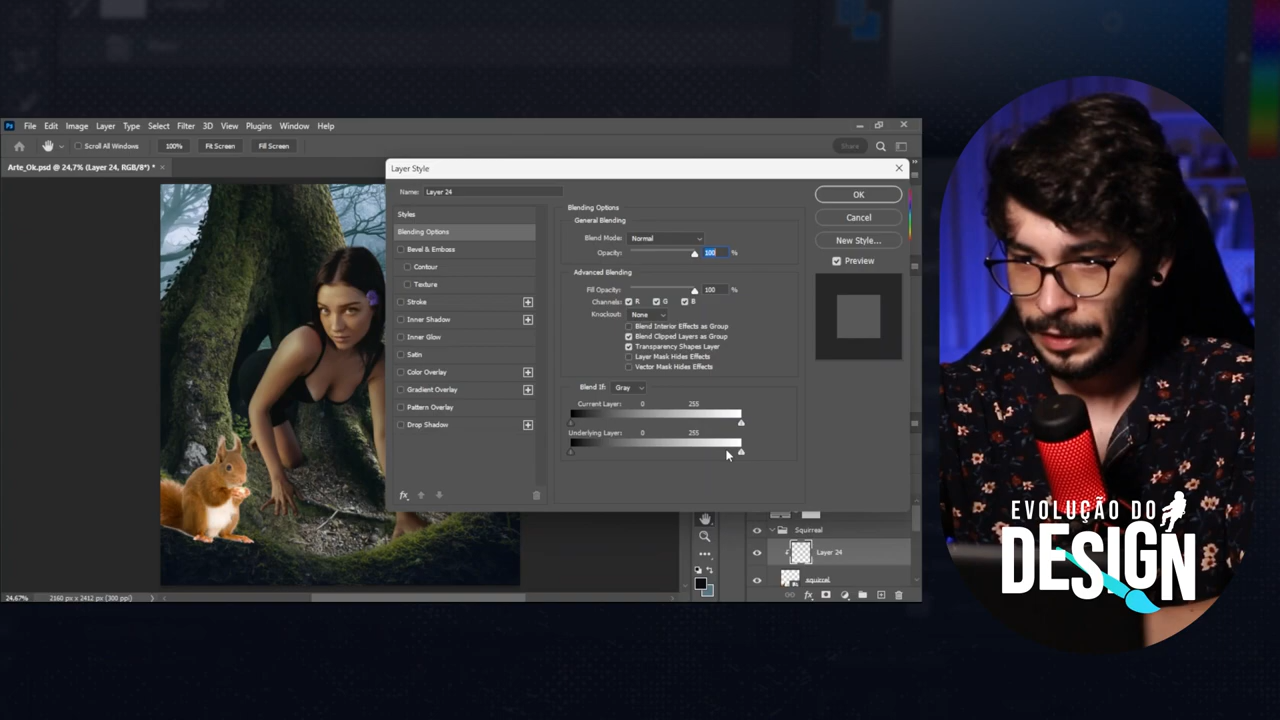 Ps File Edit Image Layer Type Select Filter 3D View Plugins Window Help
Scroll All Windows 100% Fit Screen Fill Screen Share
Arte_Ok.psd @ 24,7% (Layer 24, RGB/8*) * ×
Layer Style
Name: Layer 24
Styles
Blending Options
Bevel & Emboss
Contour
Texture
Stroke
Inner Shadow
Inner Glow
Satin
Color Overlay
Gradient Overlay
Pattern Overlay
Drop Shadow
fx
Blending Options
General Blending
Blend Mode: Normal
Opacity: 100 %
Advanced Blending
Fill Opacity: 100 %
Channels: R G B
Knockout: None
Blend Interior Effects as Group
Blend Clipped Layers as Group
Transparency Shapes Layer
Layer Mask Hides Effects
Vector Mask Hides Effects
Blend If: Gray
Current Layer: 0 255
Underlying Layer: 0 255
OK
Cancel
New Style...
Preview
Squirreal
Layer 24
squirrel
fx
24,67% 2160 px x 2412 px (300 ppi)
EVOLUÇÃO DO
DESIGN